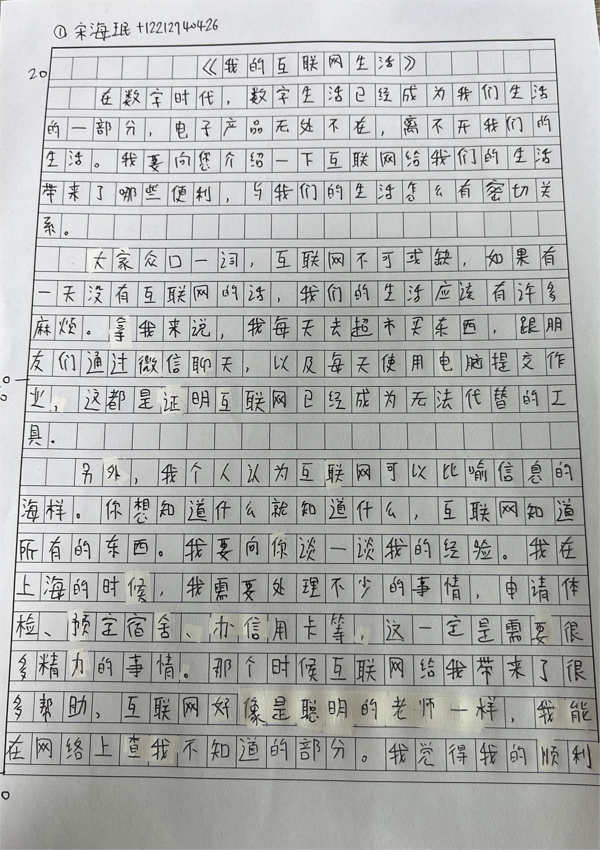 ① 宋海珉 +12212740426
20
《我的互联网生活》
在数字时代，数字生活已经成为我们生活
的一部分，电子产品无处不在，离不开我们的
生活。我要向您介绍一下互联网给我们的生活
带来了哪些便利，与我们的生活怎么有密切关
系。
大家众口一词，互联网不可或缺，如果有
一天没有互联网的话，我们的生活应该有许多
麻烦。拿我来说，我每天去超市买东西，跟朋
友们通过微信聊天，以及每天使用电脑提交作
业，这都是证明互联网已经成为无法代替的工
具．
另外，我个人认为互联网可以比喻信息的
海样。你想知道什么就知道什么，互联网知道
所有的东西。我要向你谈一谈我的经验。我在
上海的时候，我需要处理不少的事情，申请体
检、预定宿舍、办信用卡等，这一定是需要很
多精力的事情。那个时候互联网给我带来了很
多帮助、互联网好像是聪明的老师一样，我能
在网络上查我不知道的部分。我觉得我的顺利